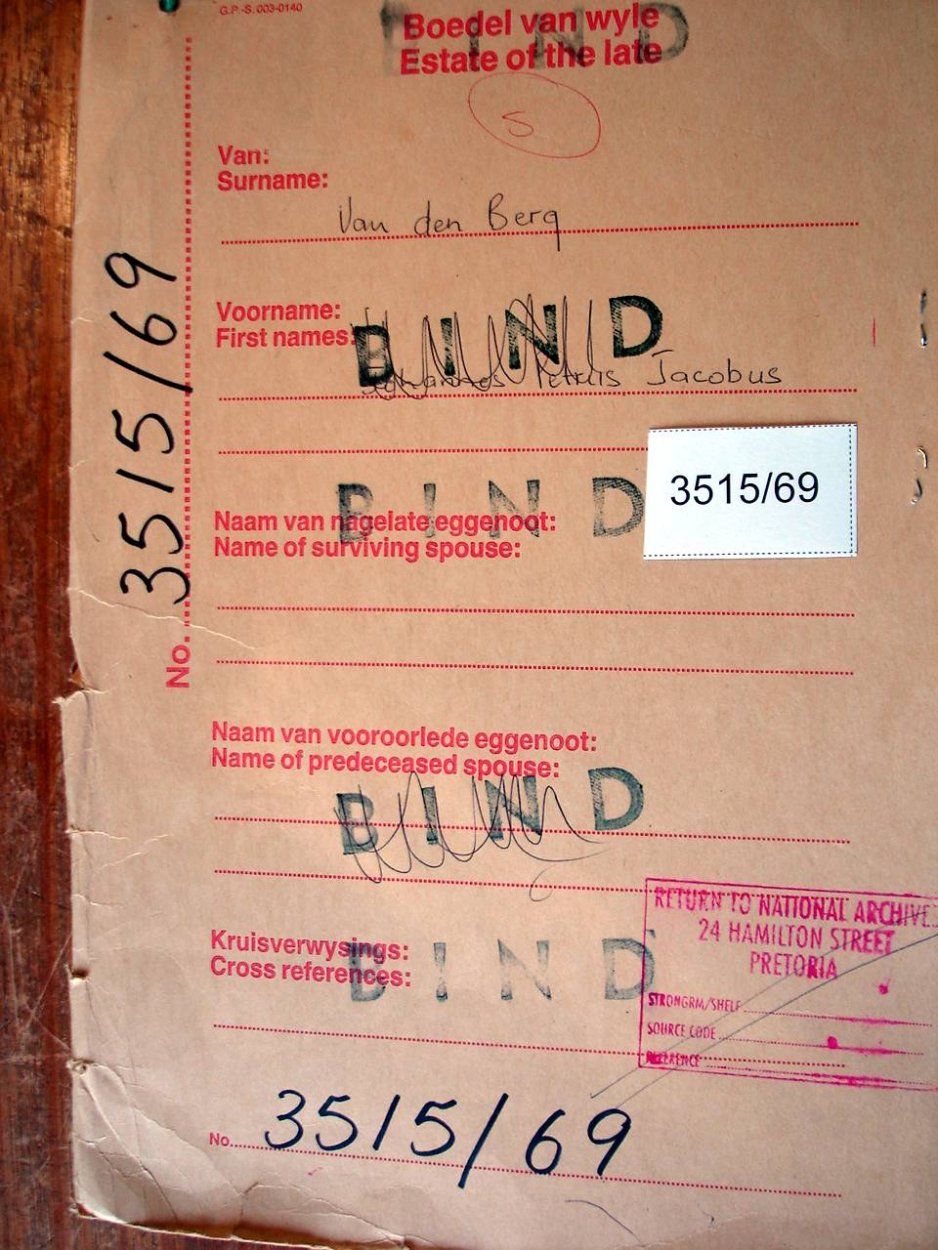 G.P.-S. 003-0140
BIND
Boedel van wyle
Estate of the late
5
Van:
Surname:
Van den Berg
Voorname:
First names:
BIND
Johannes Petrus Jacobus
3515/69
BIND
Naam van nagelate eggenoot:
Name of surviving spouse:
No. 3515/69
Naam van vooroorlede eggenoot:
Name of predeceased spouse:
BIND
RETURN TO NATIONAL ARCHIVES
24 HAMILTON STREET
PRETORIA
STRONGRM/SHELF
SOURCE CODE
REFERENCE
Kruisverwysings:
Cross references:
BIND
No. 3515/69